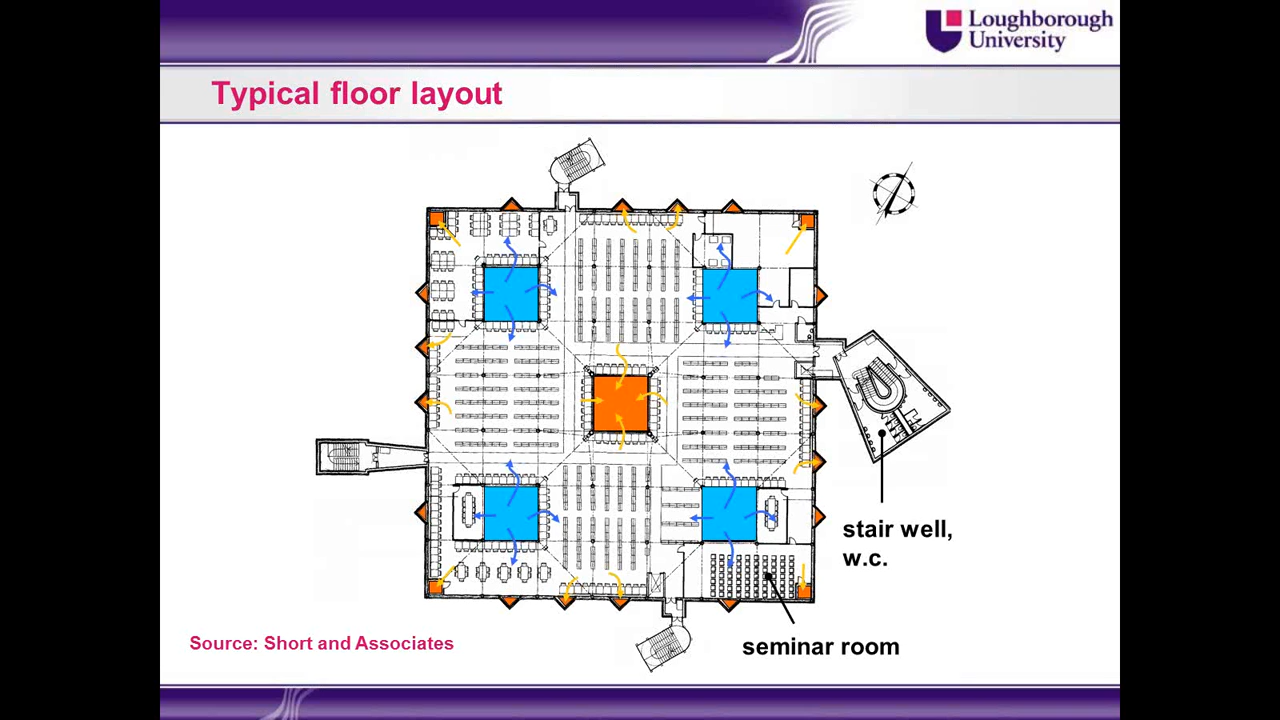 Loughborough
University
Typical floor layout
stair well,
w.c.
Source: Short and Associates
seminar room